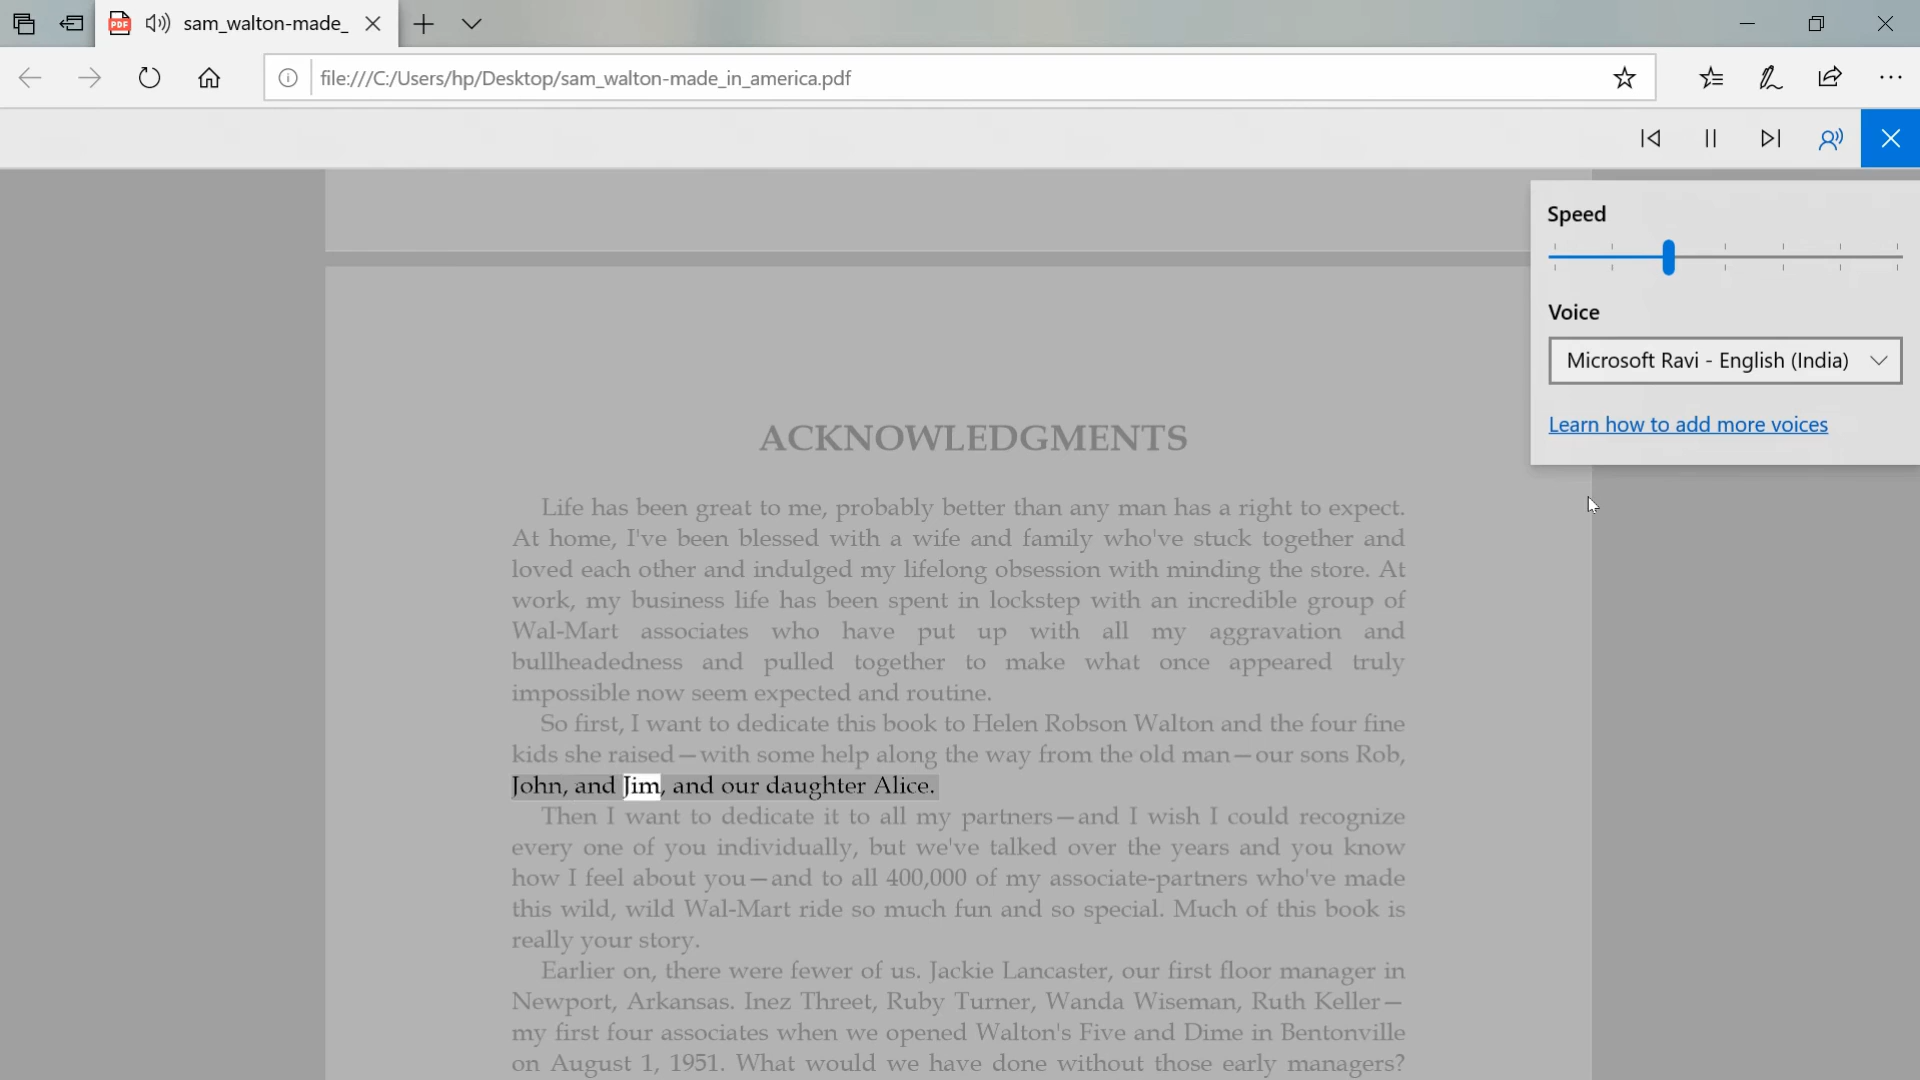 sam_walton-made_
file:///C:/Users/hp/Desktop/sam_walton-made_in_america.pdf
Speed
Voice
Microsoft Ravi - English (India)
Learn how to add more voices
ACKNOWLEDGMENTS
Life has been great to me, probably better than any man has a right to expect.
At home, I've been blessed with a wife and family who've stuck together and
loved each other and indulged my lifelong obsession with minding the store. At
work, my business life has been spent in lockstep with an incredible group of
Wal-Mart associates who have put up with all my aggravation and
bullheadedness and pulled together to make what once appeared truly
impossible now seem expected and routine.
So first, I want to dedicate this book to Helen Robson Walton and the four fine
kids she raised—with some help along the way from the old man—our sons Rob,
John, and Jim, and our daughter Alice.
Then I want to dedicate it to all my partners—and I wish I could recognize
every one of you individually, but we've talked over the years and you know
how I feel about you—and to all 400,000 of my associate-partners who've made
this wild, wild Wal-Mart ride so much fun and so special. Much of this book is
really your story.
Earlier on, there were fewer of us. Jackie Lancaster, our first floor manager in
Newport, Arkansas. Inez Threet, Ruby Turner, Wanda Wiseman, Ruth Keller—
my first four associates when we opened Walton's Five and Dime in Bentonville
on August 1, 1951. What would we have done without those early managers?